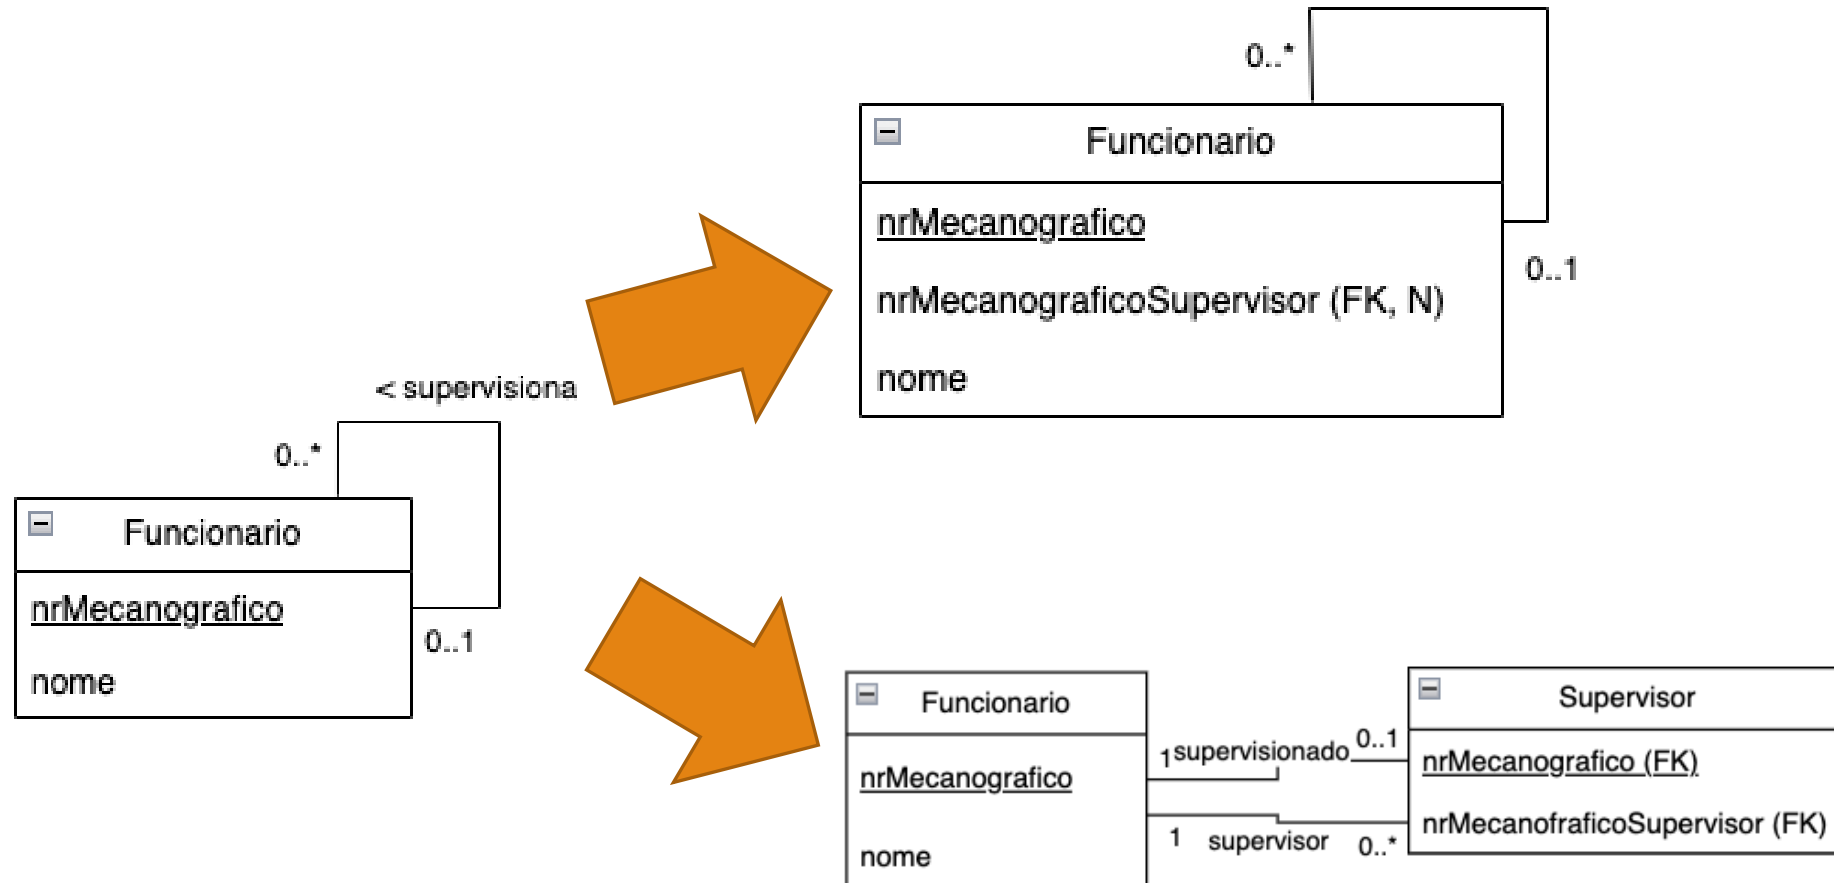 0..*
Funcionario
nrMecanografico
nrMecanograficoSupervisor (FK, N)
nome
0..1
< supervisiona
0..*
Funcionario
nrMecanografico
nome
0..1
Funcionario
nrMecanografico
nome
1 supervisionado 0..1
1 supervisor 0..*
Supervisor
nrMecanografico (FK)
nrMecanofraficoSupervisor (FK)